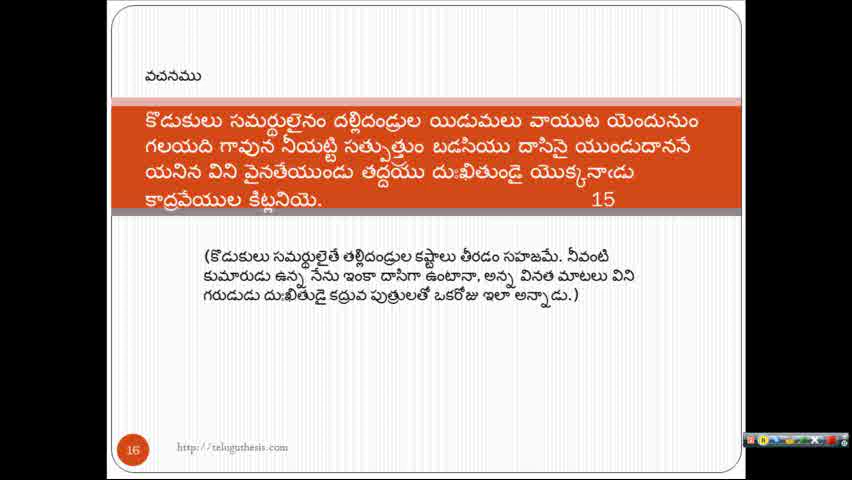 వచనము
కొడుకులు సమర్థులైనం దల్లిదండ్రుల యిడుమలు వాయుట యెందునుం
గలయది గావున నీయట్టి సత్పుత్త్రుం బడసియు దాసినై యుండుదాననే
యనిన విని వైనతేయుండు తద్దయు దుఃఖితుండై యొక్కనాఁడు
కాద్రవేయుల కిట్లనియె. 15
(కొడుకులు సమర్థులైతే తల్లిదండ్రుల కష్టాలు తీరడం సహజమే. నీవంటి
కుమారుడు ఉన్న నేను ఇంకా దాసిగా ఉంటానా, అన్న వినత మాటలు విని
గరుడుడు దుఃఖితుడై కద్రువ పుత్రులతో ఒకరోజు ఇలా అన్నాడు.)
16 http://teluguthesis.com